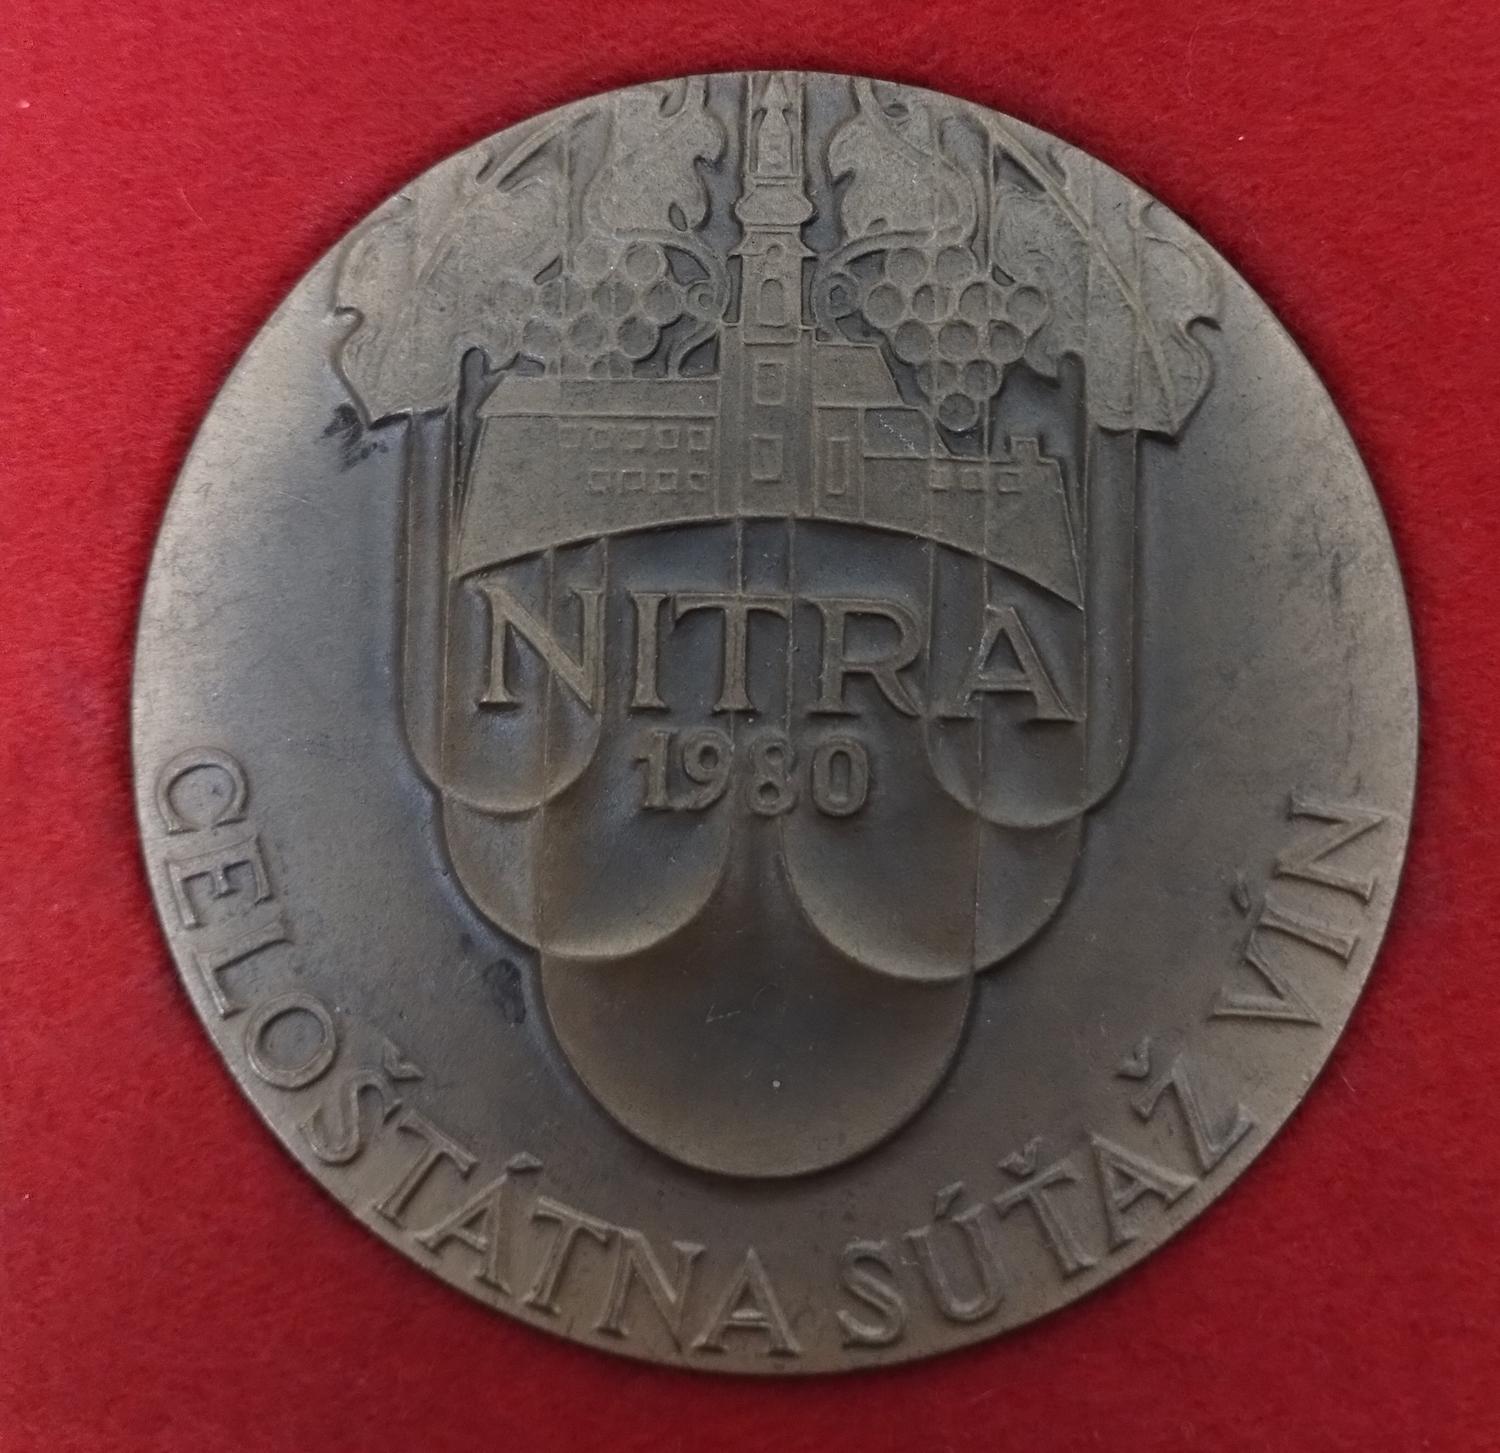 NITRA
1980
CELOŠTÁTNA SÚŤAŽ VÍN